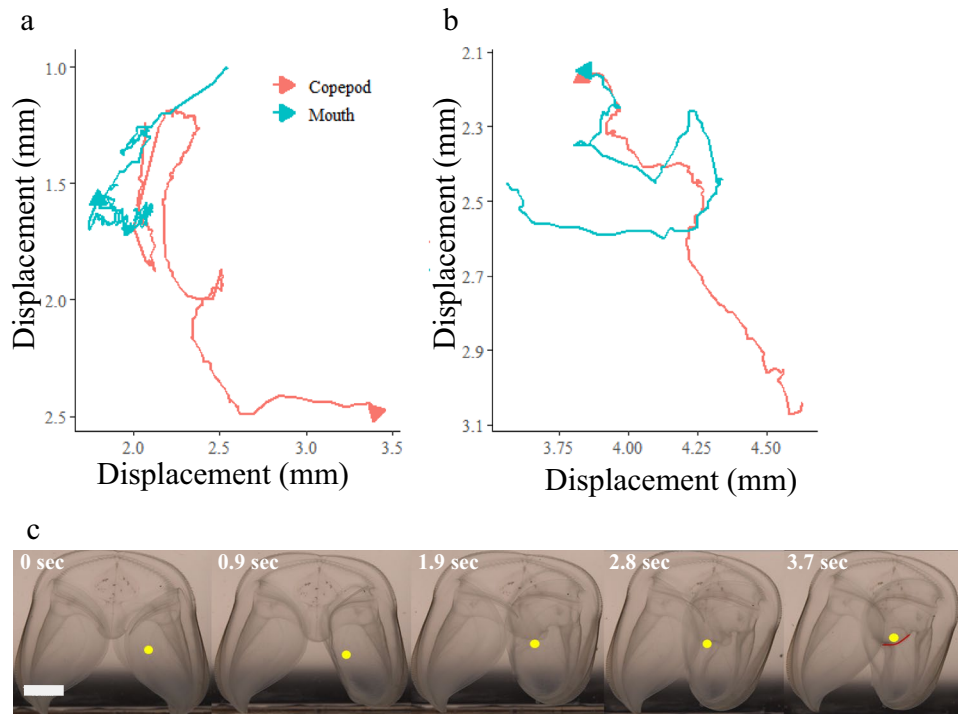 a
1.0
1.5
2.0
2.5
Displacement (mm)
2.0 2.5 3.0 3.5
Displacement (mm)
Copepod
Mouth
b
2.1
2.3
2.5
2.7
2.9
3.1
Displacement (mm)
3.75 4.00 4.25 4.50
Displacement (mm)
c
0 sec 0.9 sec 1.9 sec 2.8 sec 3.7 sec